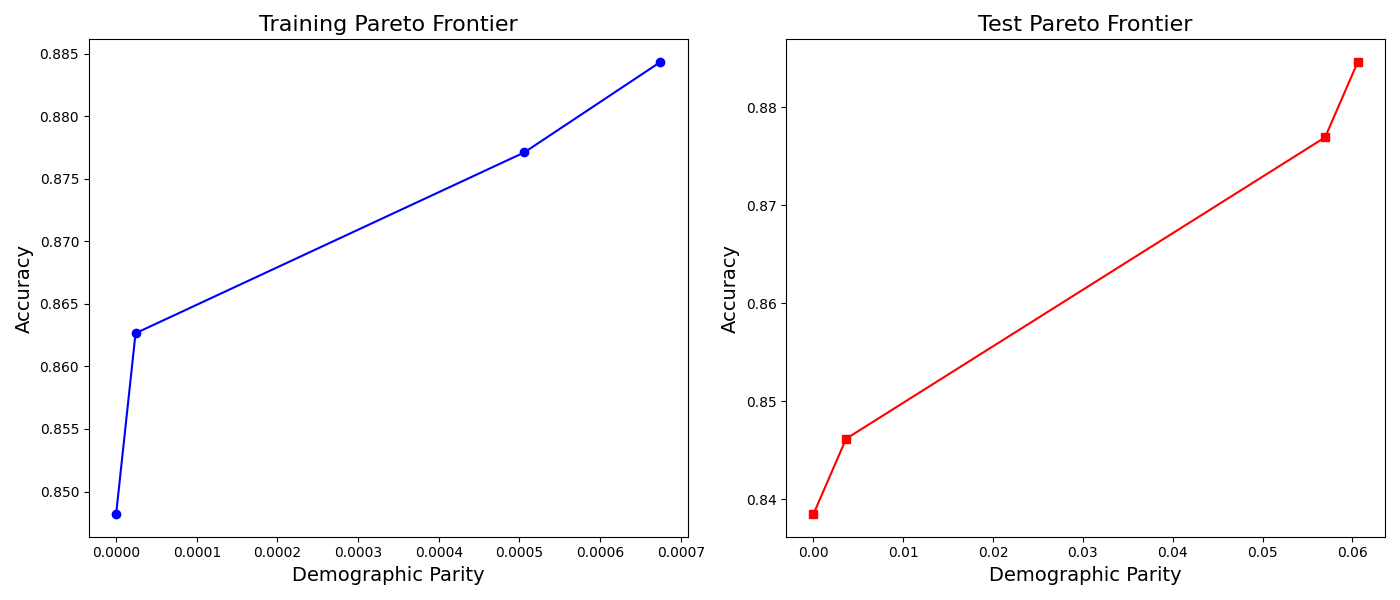 Training Pareto Frontier
0.885
0.880
0.875
0.870
0.865
0.860
0.855
0.850
Accuracy
0.0000 0.0001 0.0002 0.0003 0.0004 0.0005 0.0006 0.0007
Demographic Parity
Test Pareto Frontier
0.88
0.87
0.86
0.85
0.84
Accuracy
0.00 0.01 0.02 0.03 0.04 0.05 0.06
Demographic Parity